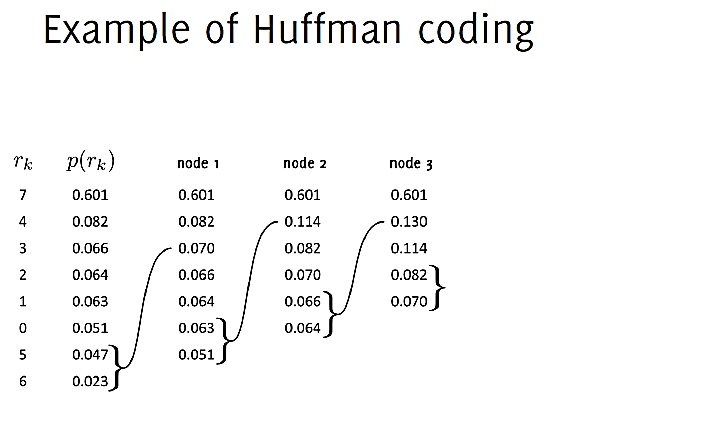 Example of Huffman coding
rk p(rk) node 1 node 2 node 3
7 0.601 0.601 0.601 0.601
4 0.082 0.082 0.114 0.130
3 0.066 0.070 0.082 0.114
2 0.064 0.066 0.070 0.082
1 0.063 0.064 0.066 0.070
0 0.051 0.063 0.064
5 0.047 0.051
6 0.023